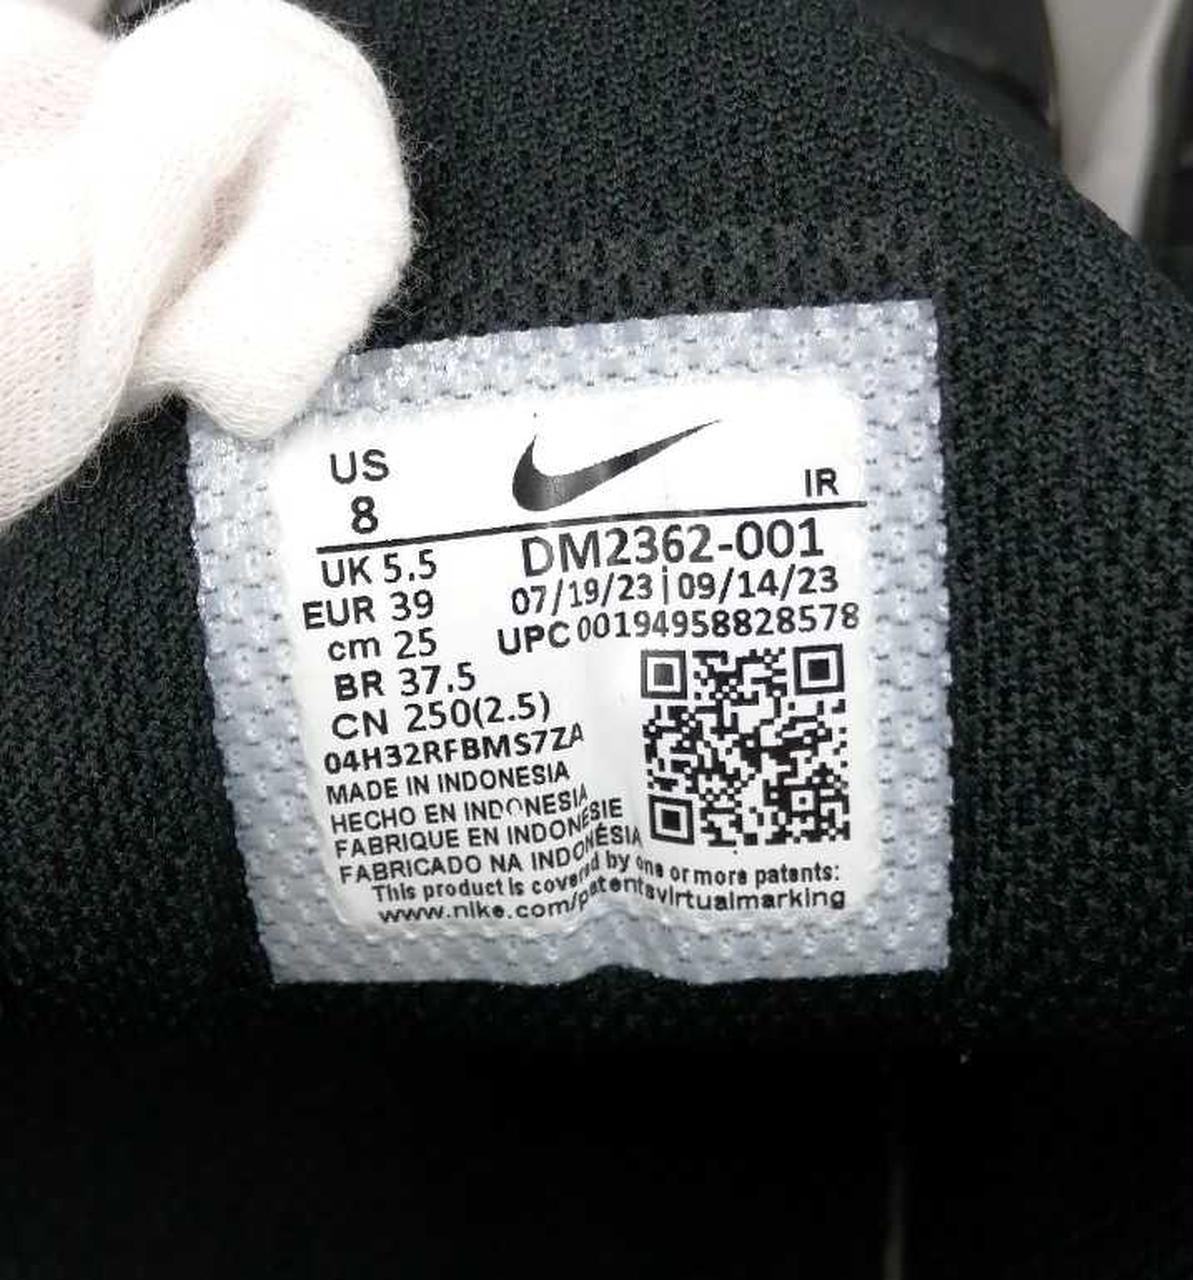 US
8
IR
UK 5.5
EUR 39
cm 25
BR 37.5
CN 250(2.5)
DM2362-001
07/19/23|09/14/23
UPC00194958828578
04H32RFBMS7ZA
MADE IN INDONESIA
HECHO EN INDONESIA
FABRIQUE EN INDONÉSIE
FABRICADO NA INDONÉSIA
This product is covered by one or more patents:
www.nike.com/patentsvirtualmarking